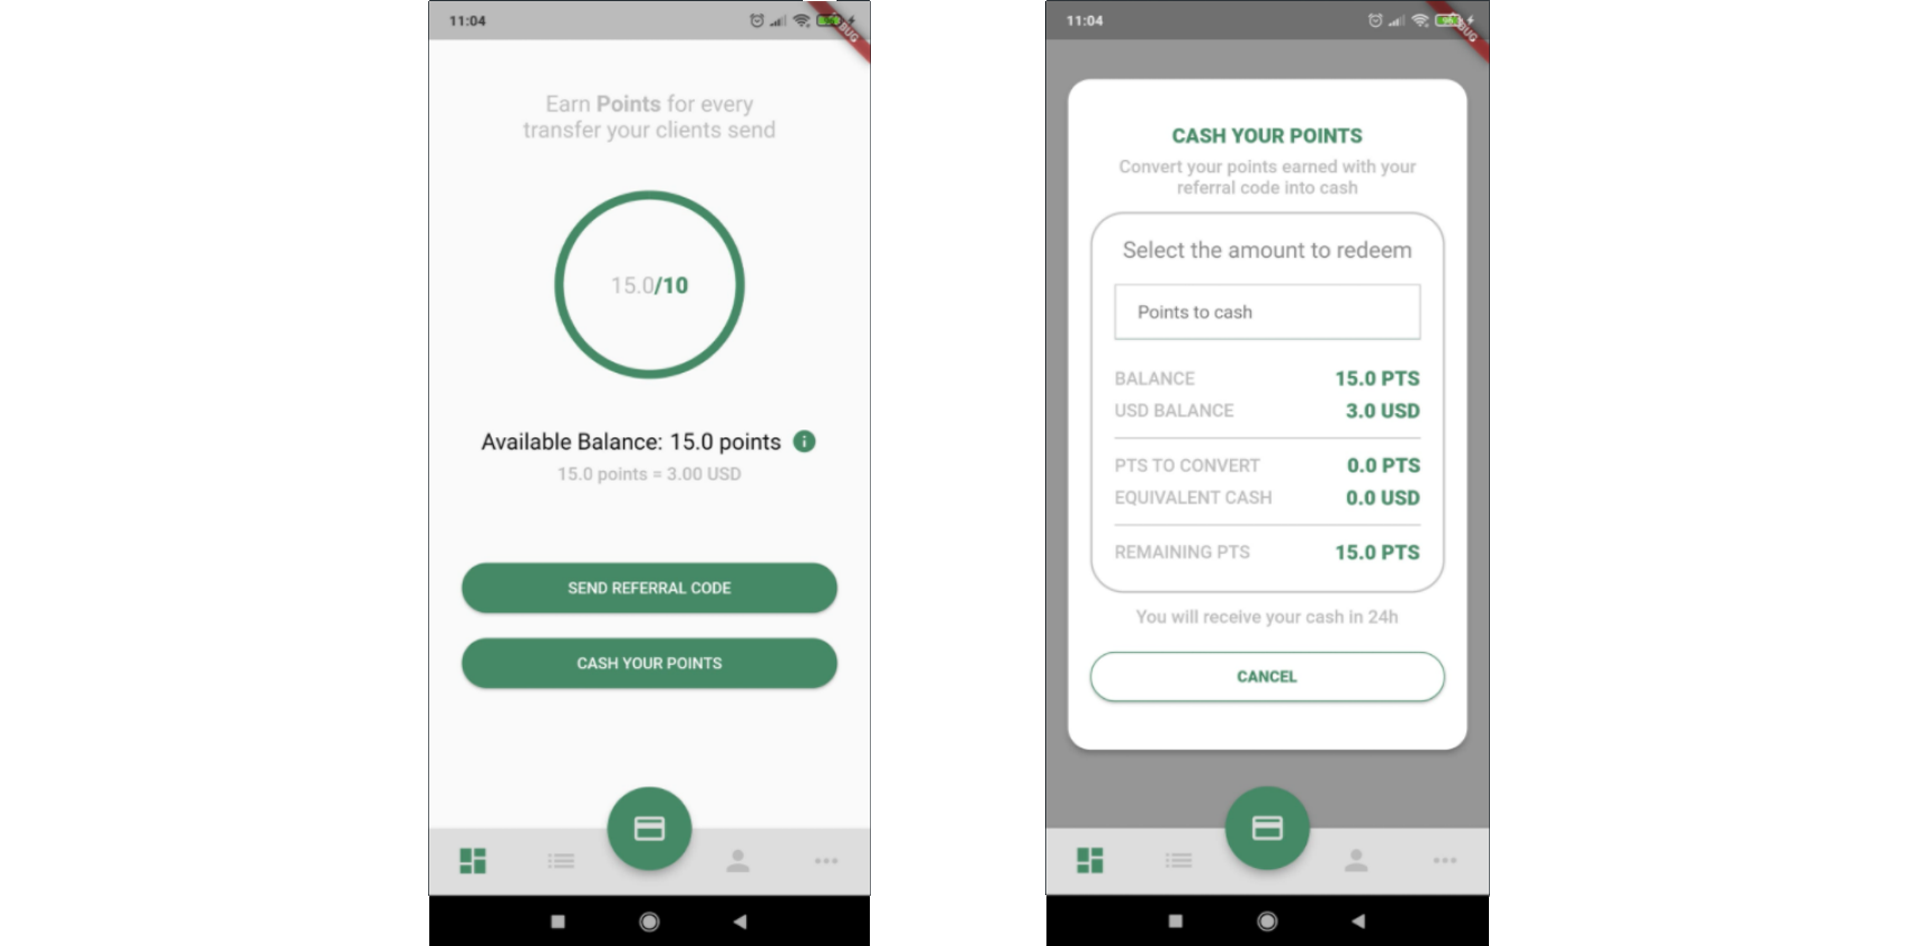 11:04
BUG
Earn Points for every
transfer your clients send
15.0/10
Available Balance: 15.0 points
15.0 points = 3.00 USD
SEND REFERRAL CODE
CASH YOUR POINTS
11:04
BUG
CASH YOUR POINTS
Convert your points earned with your
referral code into cash
Select the amount to redeem
Points to cash
BALANCE 15.0 PTS
USD BALANCE 3.0 USD
PTS TO CONVERT 0.0 PTS
EQUIVALENT CASH 0.0 USD
REMAINING PTS 15.0 PTS
You will receive your cash in 24h
CANCEL